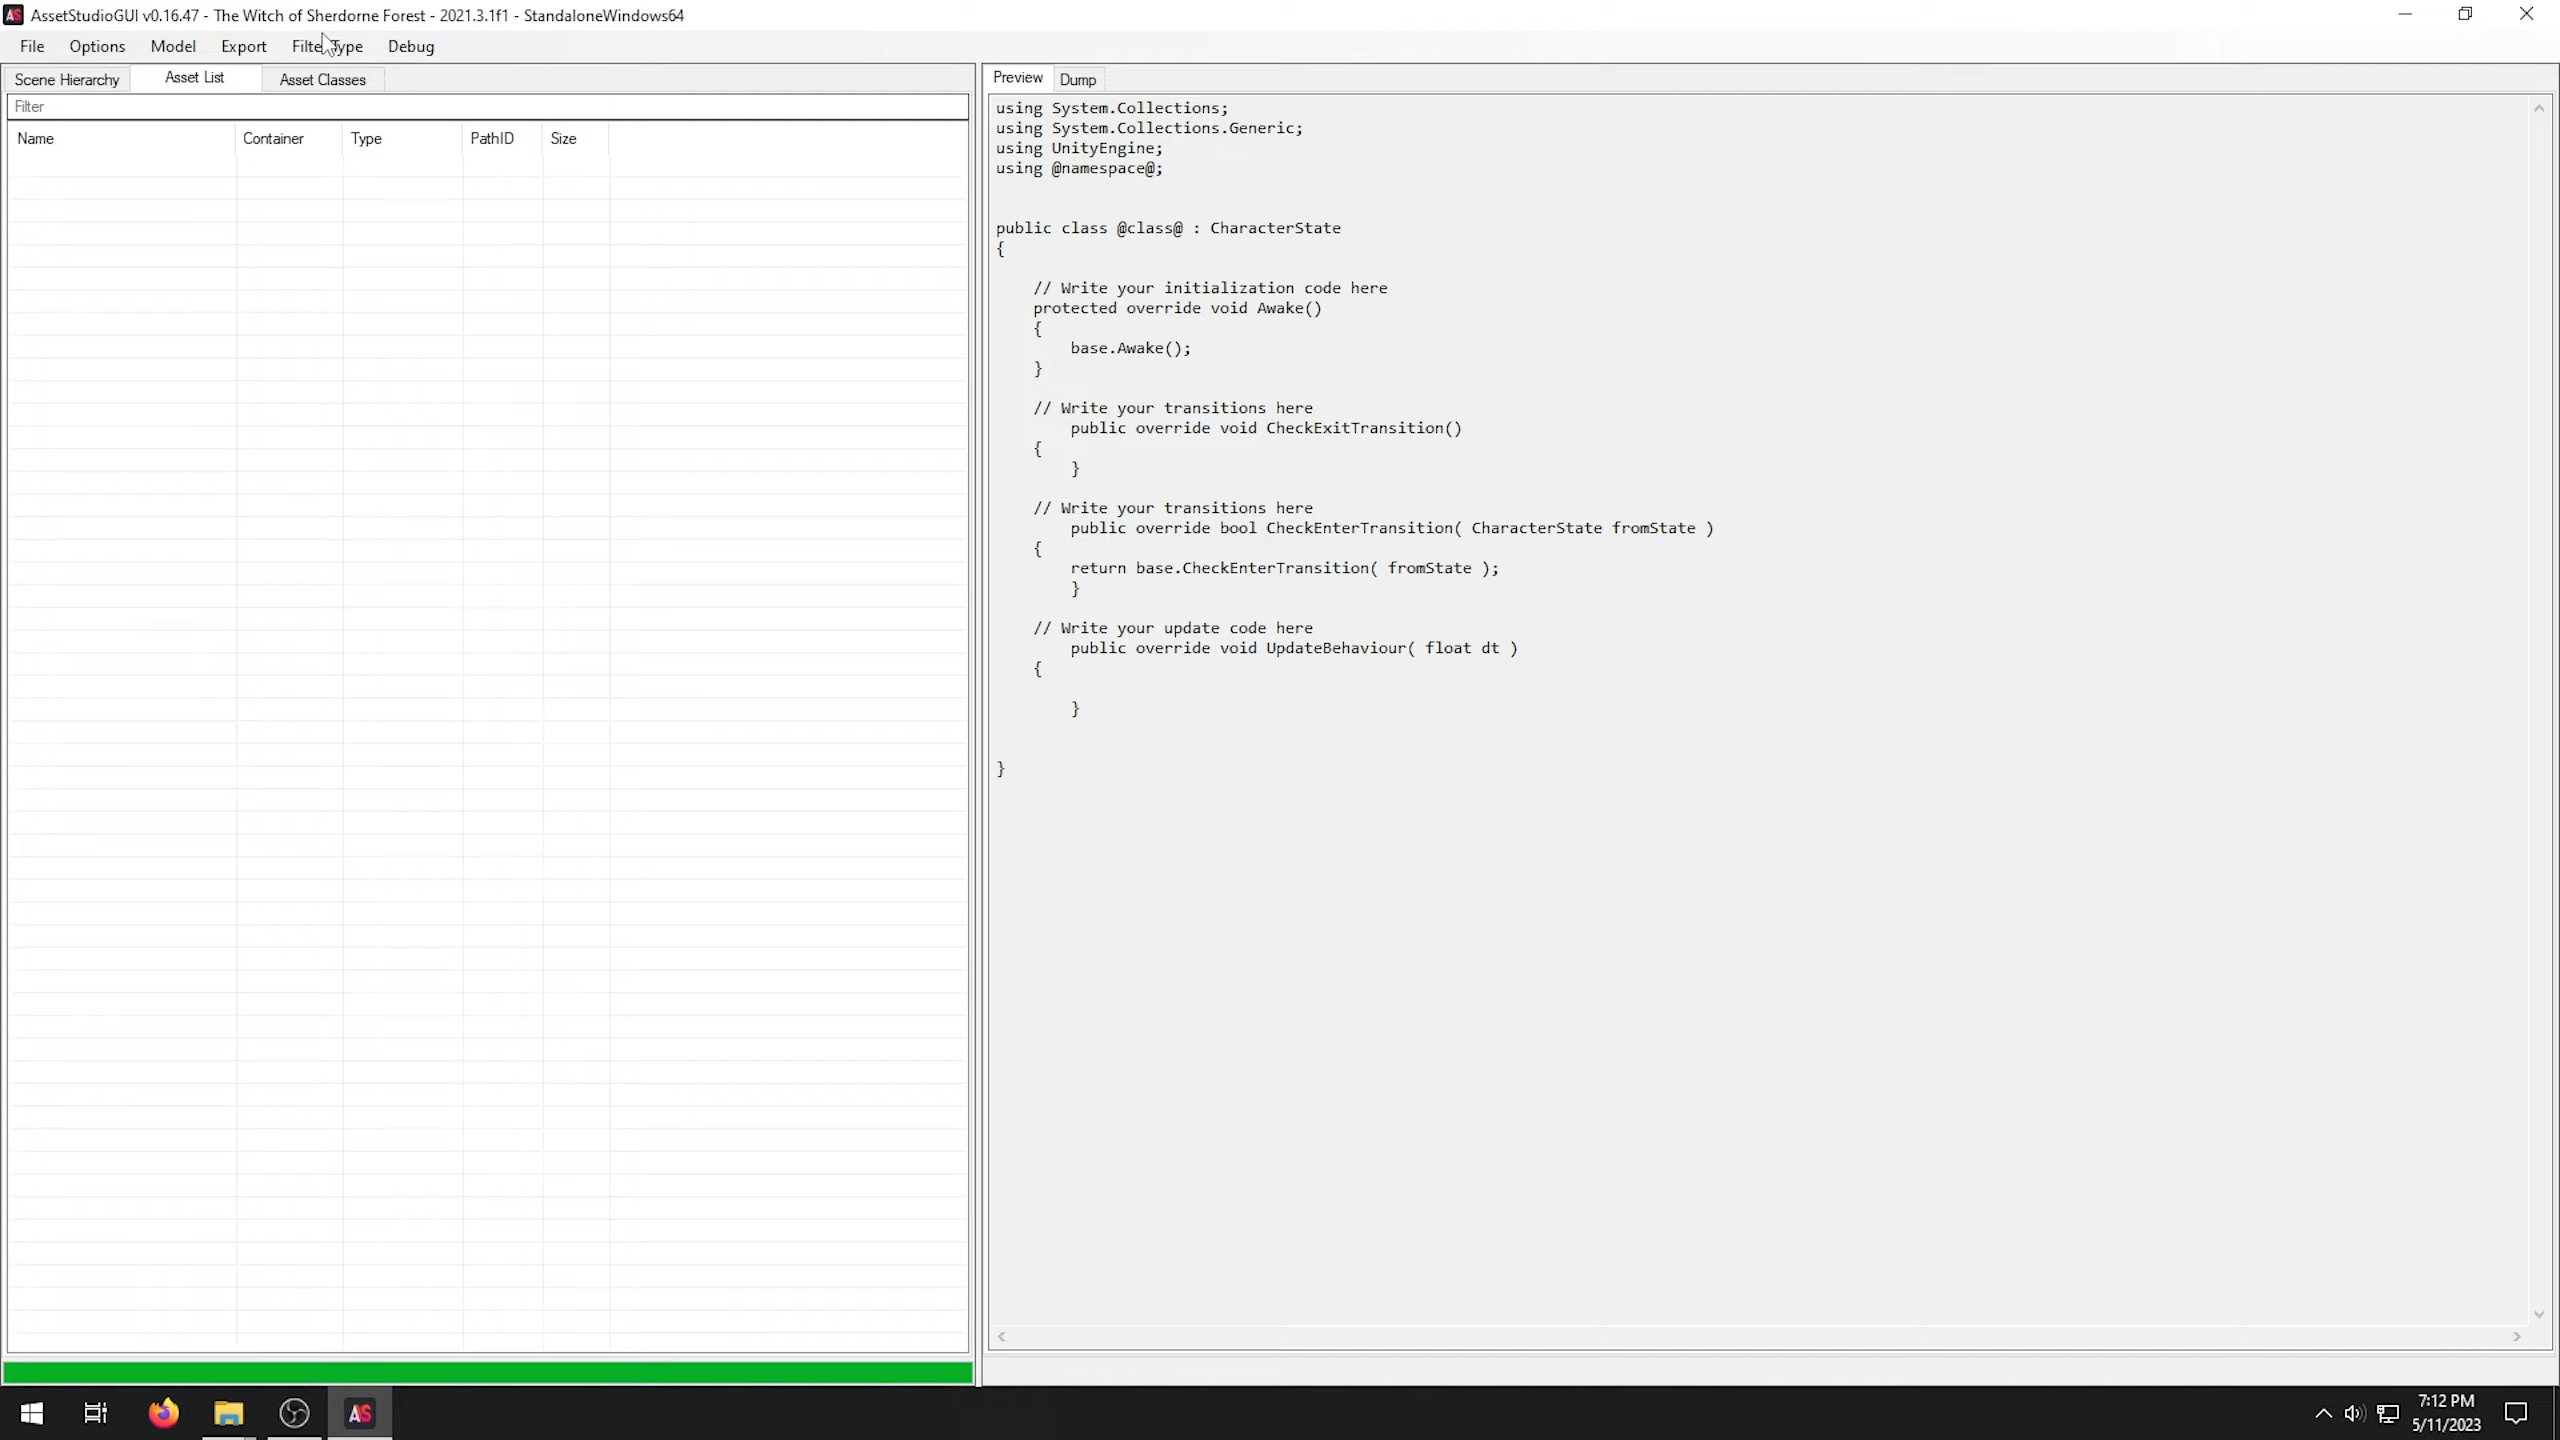 AssetStudioGUI v0.16.47 - The Witch of Sherdorne Forest - 2021.3.1f1 - StandaloneWindows64
File Options Model Export Filter Type Debug
Scene Hierarchy Asset List Asset Classes
Filter
Name Container Type PathID Size
Preview Dump
using System.Collections;
using System.Collections.Generic;
using UnityEngine;
using @namespace@;
public class @class@ : CharacterState
{
// Write your initialization code here
protected override void Awake()
{
base.Awake();
}
// Write your transitions here
public override void CheckExitTransition()
{
}
// Write your transitions here
public override bool CheckEnterTransition( CharacterState fromState )
{
return base.CheckEnterTransition( fromState );
}
// Write your update code here
public override void UpdateBehaviour( float dt )
{
}
}
AS
7:12 PM
5/11/2023